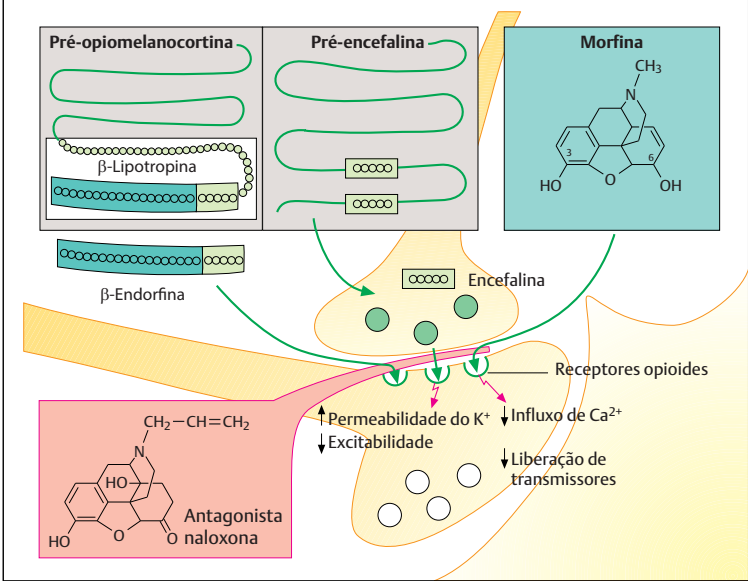 Pré-opiomelanocortina
β-Lipotropina
β-Endorfina
Pré-encefalina
Encefalina
Morfina
CH₃
N
3
6
HO
O
OH
Receptores opioides
Permeabilidade do K⁺
Excitabilidade
Influxo de Ca²⁺
Liberação de
transmissores
CH₂—CH=CH₂
N
HO
HO
O
O
Antagonista
naloxona